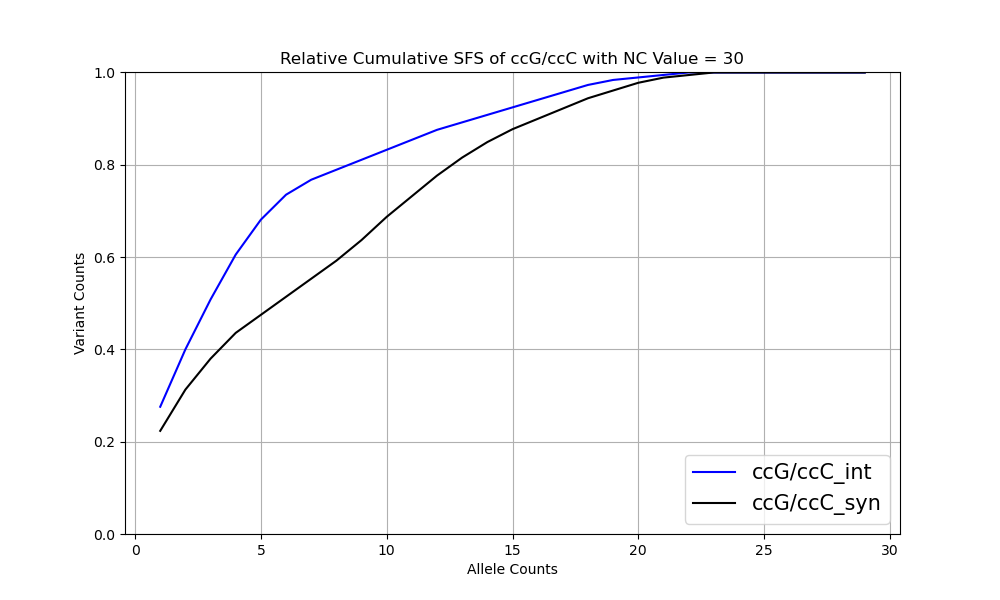 Relative Cumulative SFS of ccG/ccC with NC Value = 30
1.0
0.8
0.6
0.4
0.2
0.0
Variant Counts
0 5 10 15 20 25 30
Allele Counts
ccG/ccC_int
ccG/ccC_syn